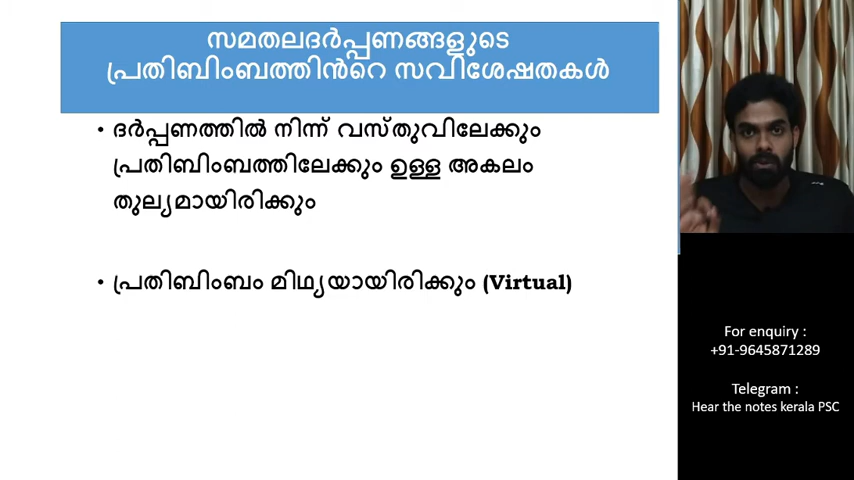 സമതലദർപ്പണങ്ങളുടെ
പ്രതിബിംബത്തിൻറെ സവിശേഷതകൾ
• ദർപ്പണത്തിൽ നിന്ന് വസ്തുവിലേക്കും
പ്രതിബിംബത്തിലേക്കും ഉള്ള അകലം
തുല്യമായിരിക്കും
• പ്രതിബിംബം മിഥ്യയായിരിക്കും (Virtual)
For enquiry :
+91-9645871289
Telegram :
Hear the notes kerala PSC